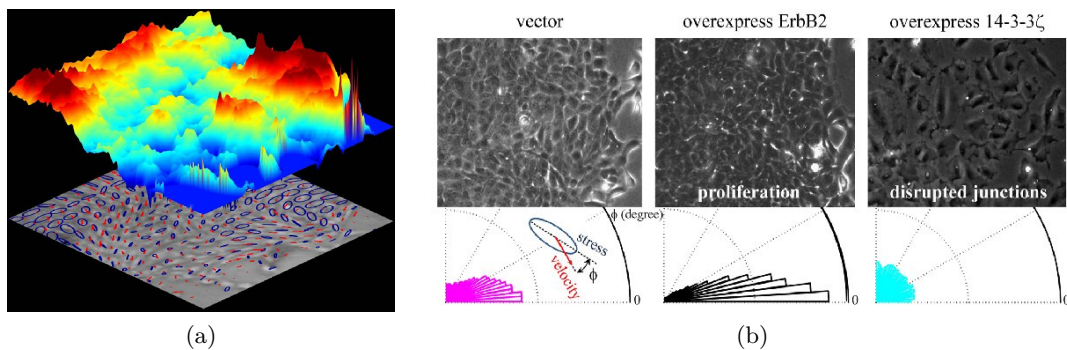 vector
overexpress ErbB2
overexpress 14-3-3ζ
proliferation
disrupted junctions
ϕ (degree)
stress
velocity
ϕ
0
0
0
(a)
(b)